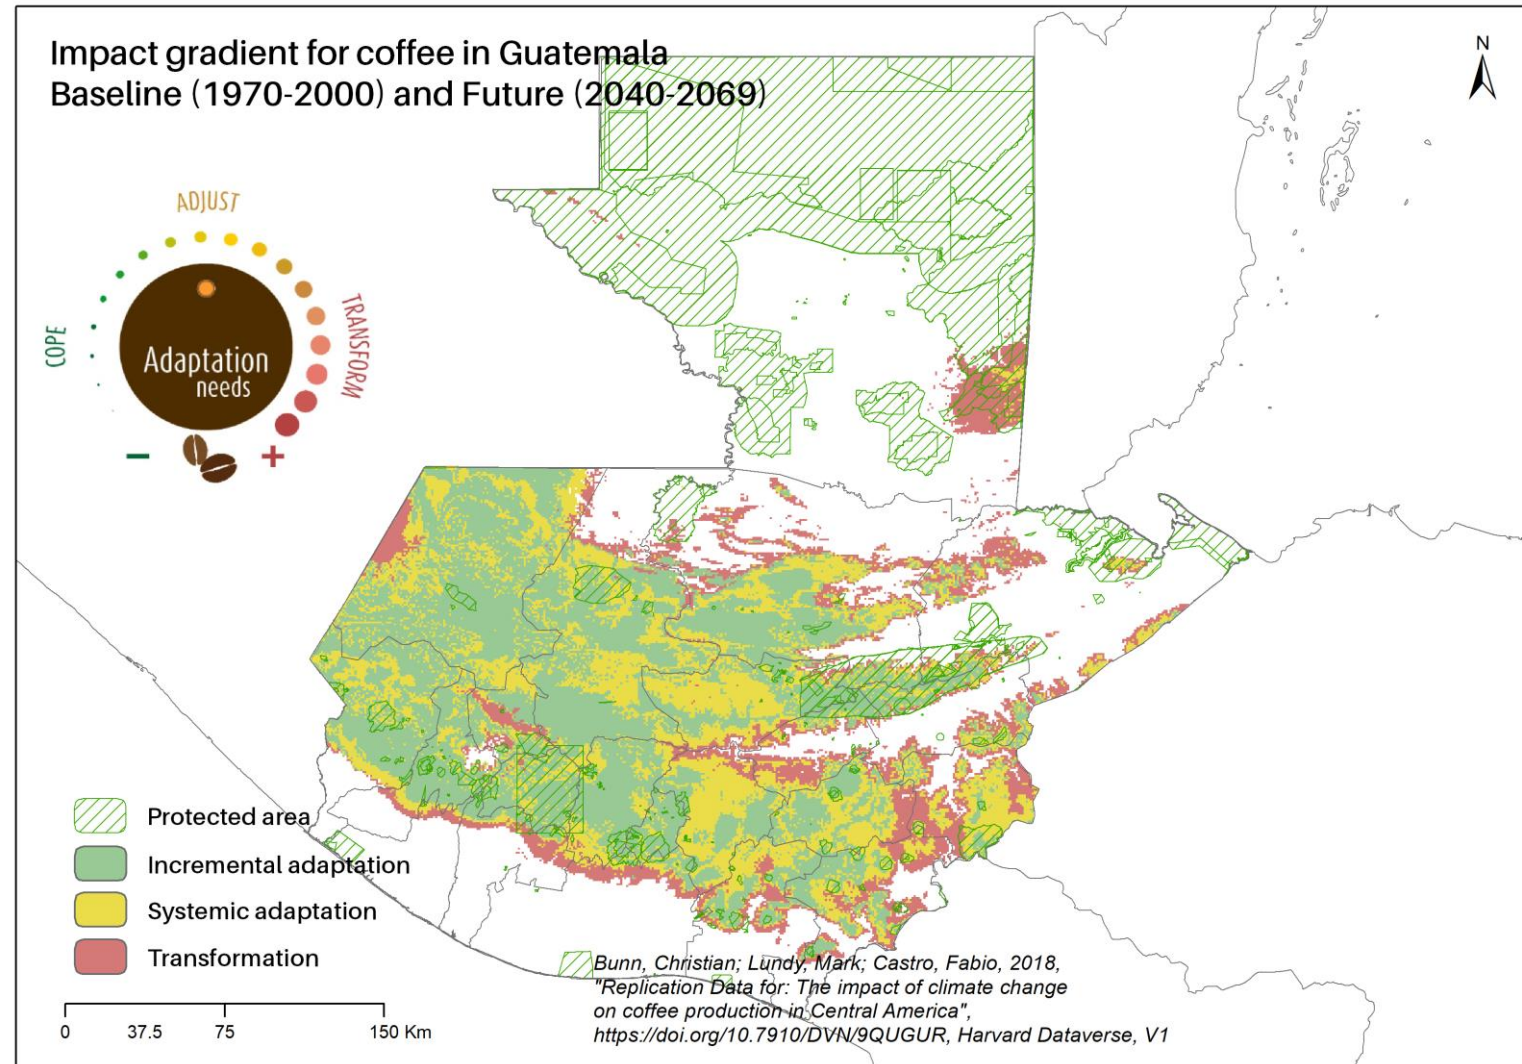 Impact gradient for coffee in Guatemala
Baseline (1970-2000) and Future (2040-2069)
N
ADJUST
COPE
TRANSFORM
Adaptation
needs
− +
Protected area
Incremental adaptation
Systemic adaptation
Transformation
0 37.5 75 150 Km
Bunn, Christian; Lundy, Mark; Castro, Fabio, 2018,
"Replication Data for: The impact of climate change
on coffee production in Central America",
https://doi.org/10.7910/DVN/9QUGUR, Harvard Dataverse, V1